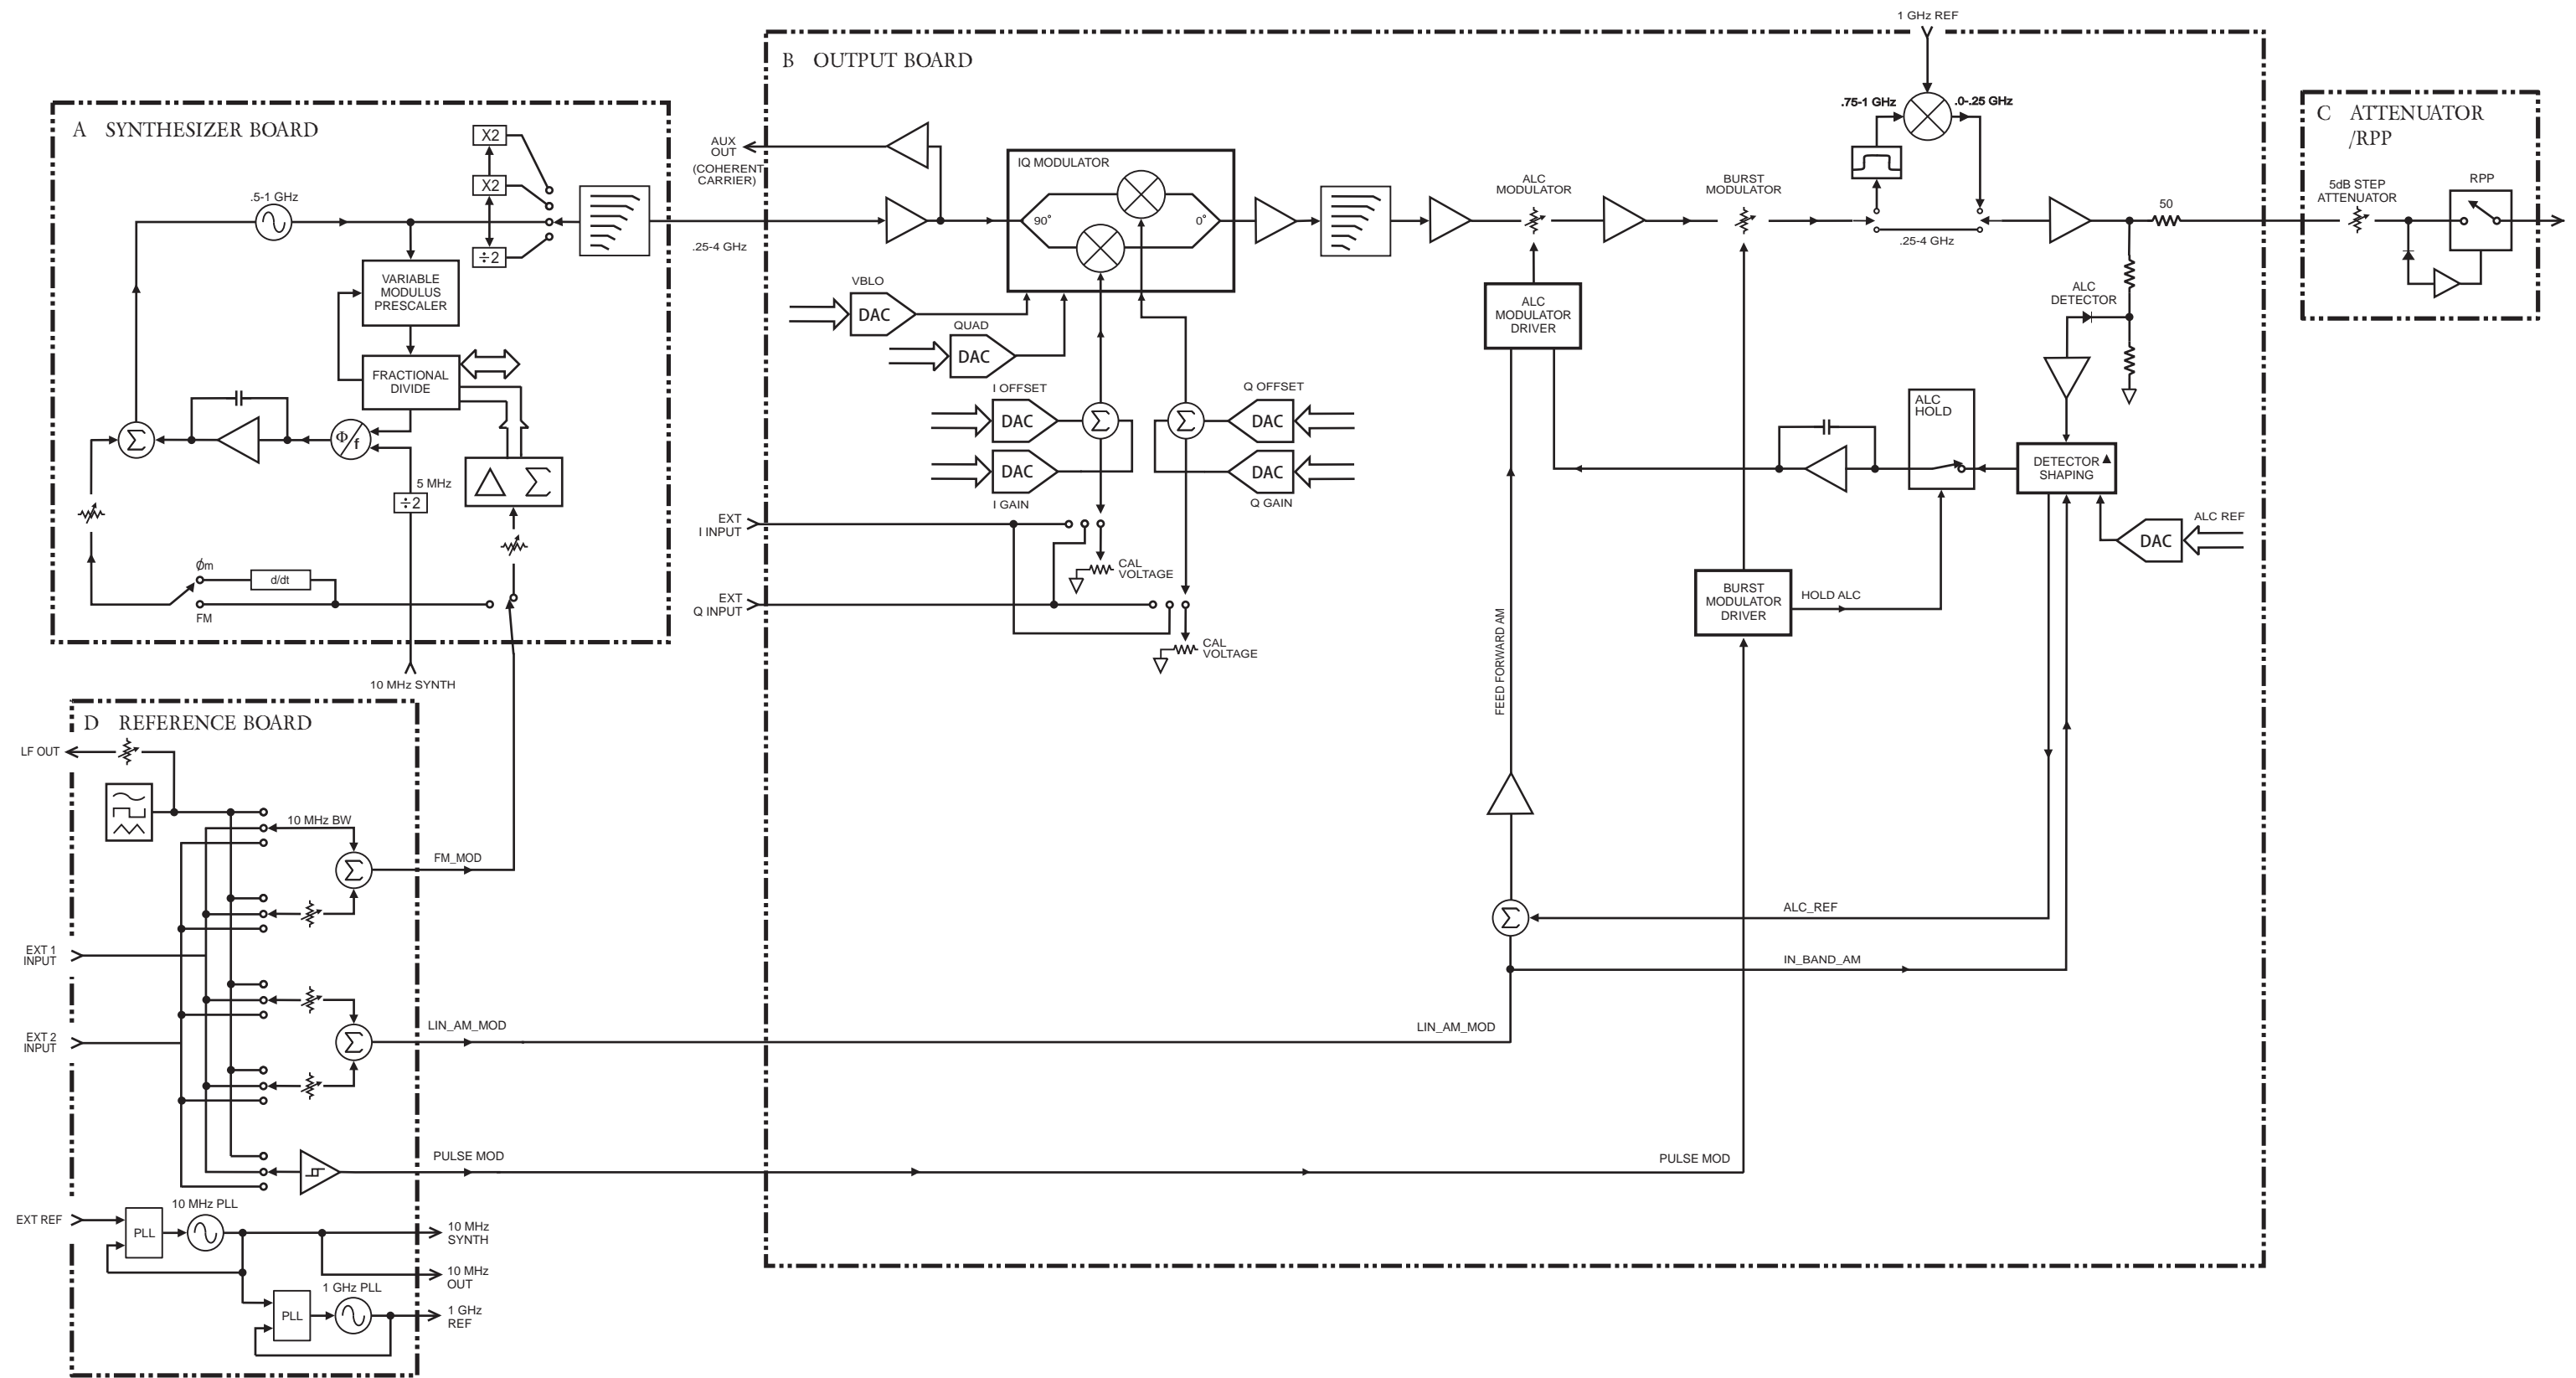 A SYNTHESIZER BOARD
.5-1 GHz
X2
X2
÷2
VARIABLE
MODULUS
PRESCALER
FRACTIONAL
DIVIDE
Σ
Φ/f
5 MHz
÷2
△ Σ
Øm
d/dt
FM
10 MHz SYNTH
B OUTPUT BOARD
1 GHz REF
AUX
OUT
(COHERENT
CARRIER)
.25-4 GHz
IQ MODULATOR
90°
0°
VBLO
DAC
QUAD
DAC
I OFFSET
DAC
Σ
DAC
I GAIN
Q OFFSET
Σ
DAC
DAC
Q GAIN
EXT
I INPUT
CAL
VOLTAGE
EXT
Q INPUT
CAL
VOLTAGE
ALC
MODULATOR
BURST
MODULATOR
.75-1 GHz
.0-.25 GHz
.25-4 GHz
50
ALC
MODULATOR
DRIVER
ALC
DETECTOR
ALC
HOLD
DETECTOR
SHAPING
ALC REF
DAC
BURST
MODULATOR
DRIVER
HOLD ALC
FEED FORWARD AM
Σ
ALC_REF
IN_BAND_AM
LIN_AM_MOD
PULSE MOD
C ATTENUATOR
/RPP
5dB STEP
ATTENUATOR
RPP
D REFERENCE BOARD
LF OUT
10 MHz BW
Σ
FM_MOD
EXT 1
INPUT
EXT 2
INPUT
Σ
LIN_AM_MOD
PULSE MOD
EXT REF
10 MHz PLL
PLL
10 MHz
SYNTH
10 MHz
OUT
1 GHz PLL
PLL
1 GHz
REF